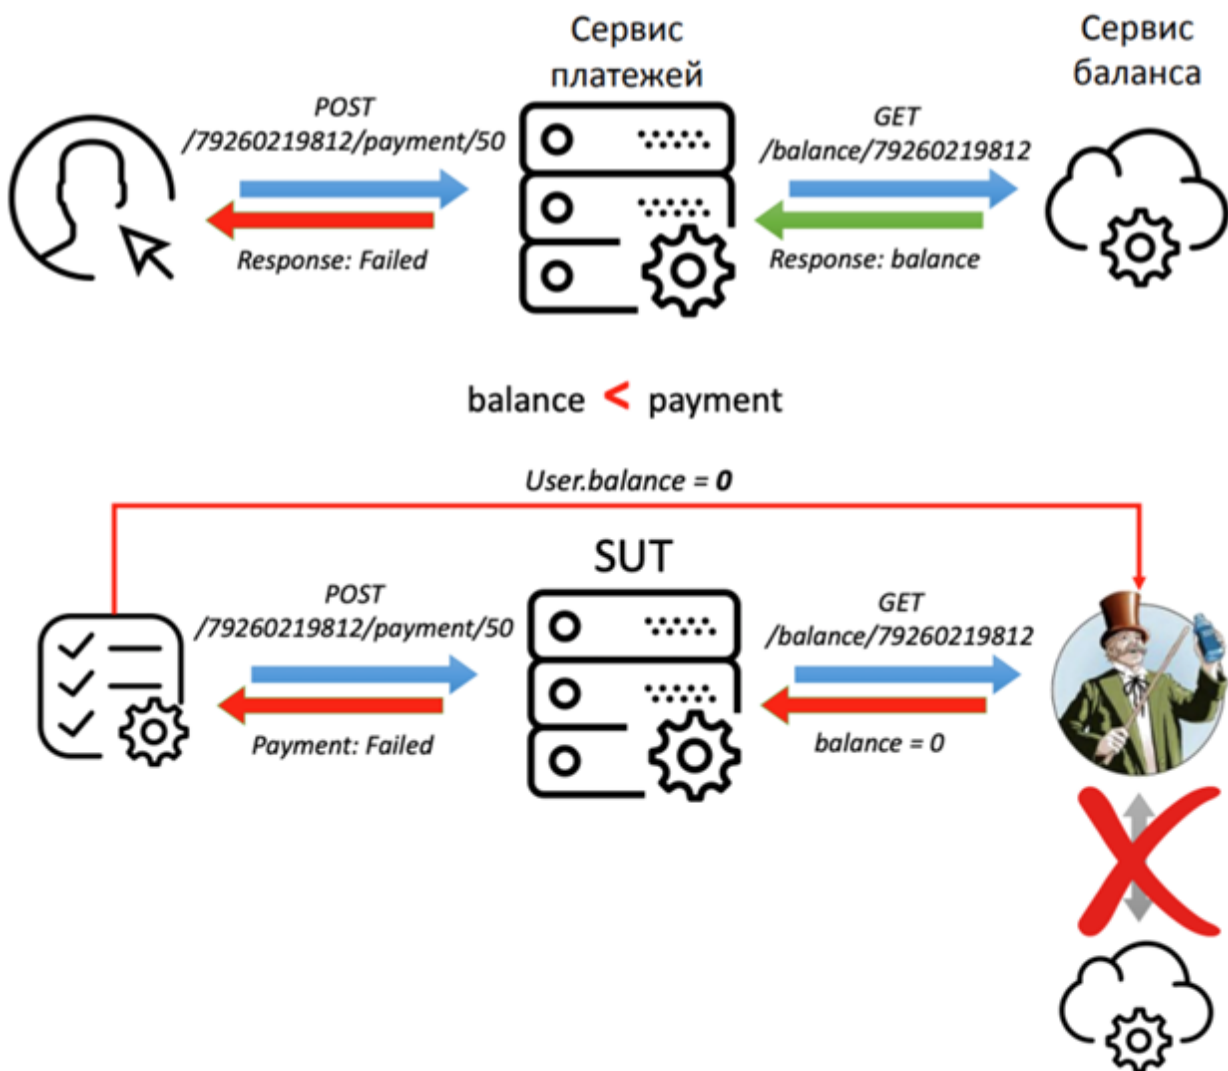 Сервис
платежей
Сервис
баланса
POST
/79260219812/payment/50
GET
/balance/79260219812
Response: Failed
Response: balance
balance < payment
User.balance = 0
SUT
POST
/79260219812/payment/50
GET
/balance/79260219812
Payment: Failed
balance = 0